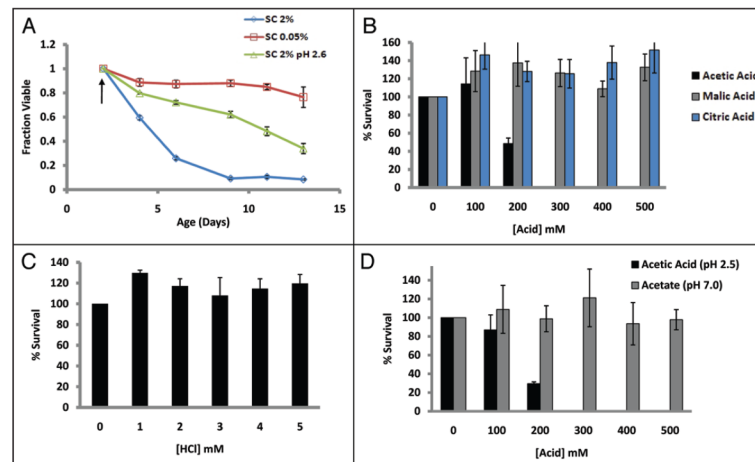 A
SC 2%
SC 0.05%
SC 2% pH 2.6
Fraction Viable
1.2
1
0.8
0.6
0.4
0.2
0
0 5 10 15
Age (Days)
B
% Survival
160
140
120
100
80
60
40
20
0
Acetic Acid
Malic Acid
Citric Acid
0 100 200 300 400 500
[Acid] mM
C
% Survival
140
120
100
80
60
40
20
0
0 1 2 3 4 5
[HCl] mM
D
Acetic Acid (pH 2.5)
Acetate (pH 7.0)
% Survival
140
120
100
80
60
40
20
0
0 100 200 300 400 500
[Acid] mM